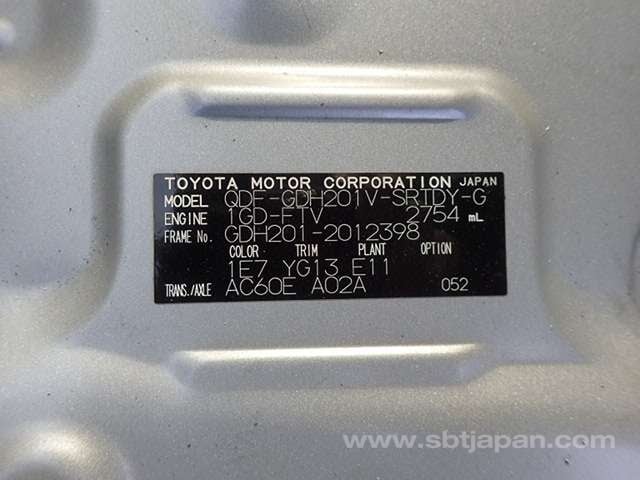 TOYOTA MOTOR CORPORATION JAPAN
MODEL QDF-GDH201V-SRTDY-G
ENGINE 1GD-FTV 2754 mL
FRAME No. GDH201-2012398
COLOR TRIM PLANT OPTION
1E7 YG13 E11
TRANS./AXLE AC60E A02A 052
www.sbtjapan.com